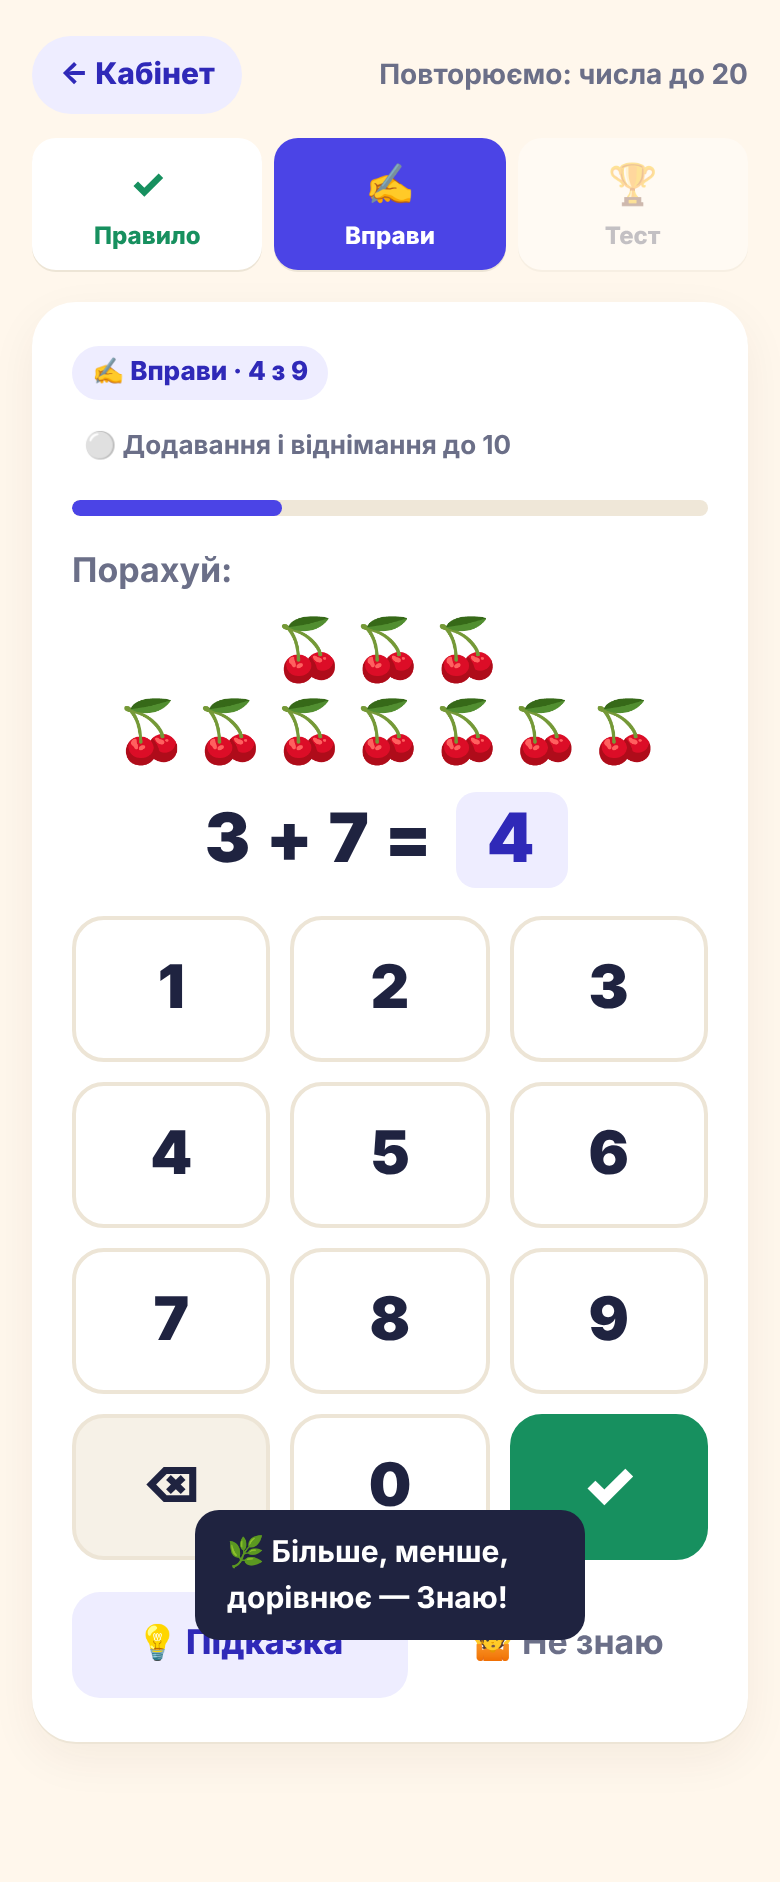 ← Кабінет
Повторюємо: числа до 20
✓
Правило
✍️
Вправи
🏆
Тест
✍️ Вправи · 4 з 9
⚪ Додавання і віднімання до 10
Порахуй:
3 + 7 = 4
1 2 3
4 5 6
7 8 9
⌫ 0 ✓
🌿 Більше, менше,
дорівнює — Знаю!
💡 Підказка
🤷 Не знаю